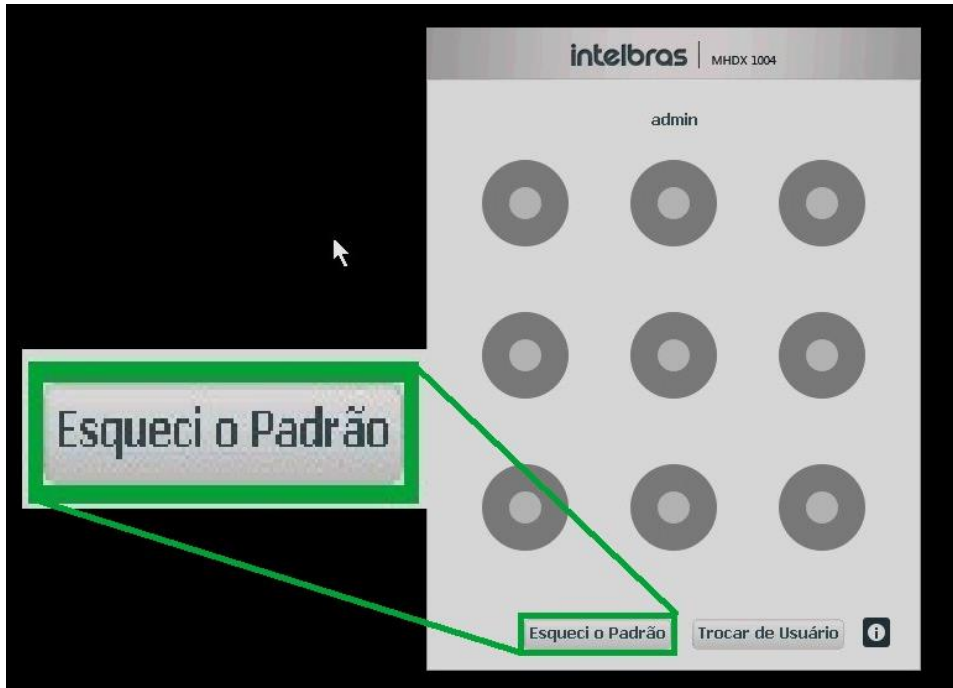 intelbras | MHDX 1004
admin
Esqueci o Padrão
Esqueci o Padrão
Trocar de Usuário
i